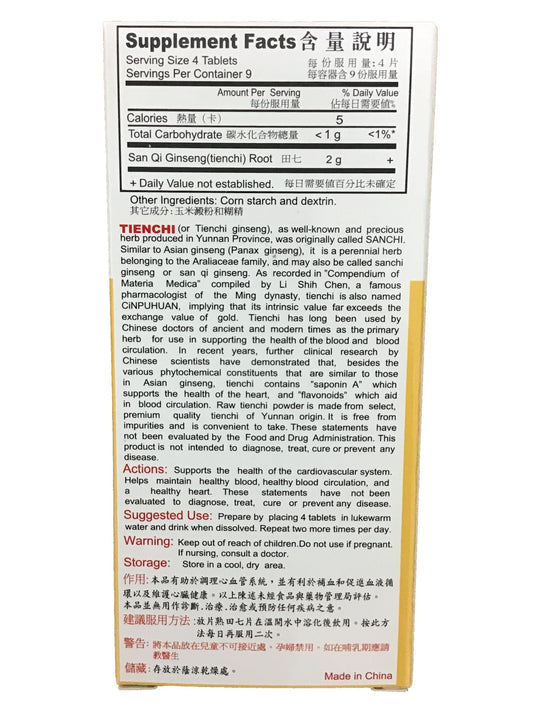 Supplement Facts 含量說明
Serving Size 4 Tablets 每份服用量:4片
Servings Per Container 9 每容器含9份服用量
Amount Per Serving % Daily Value
每份服用量 佔每日需要值%
Calories 熱量（卡） 5
Total Carbohydrate 碳水化合物總量 <1 g <1%*
San Qi Ginseng(tienchi) Root 田七 2 g +
+ Daily Value not established. 每日需要值百分比未確定
Other Ingredients: Corn starch and dextrin.
其它成分:玉米澱粉和糊精
TIENCHI (or Tienchi ginseng), as well-known and precious
herb produced in Yunnan Province, was originally called SANCHI.
Similar to Asian ginseng (Panax ginseng), it is a perennial herb
belonging to the Araliaceae family, and may also be called sanchi
ginseng or san qi ginseng. As recorded in "Compendium of
Materia Medica" compiled by Li Shih Chen, a famous
pharmacologist of the Ming dynasty, tienchi is also named
CiNPUHUAN, implying that its intrinsic value far exceeds the
exchange value of gold. Tienchi has long been used by
Chinese doctors of ancient and modern times as the primary
herb for use in supporting the health of the blood and blood
circulation. In recent years, further clinical research by
Chinese scientists have demonstrated that, besides the
various phytochemical constituents that are similar to those
in Asian ginseng, tienchi contains "saponin A" which
supports the health of the heart, and "flavonoids" which aid
in blood circulation. Raw tienchi powder is made from select,
premium quality tienchi of Yunnan origin. It is free from
impurities and is convenient to take. These statements have
not been evaluated by the Food and Drug Administration. This
product is not intended to diagnose, treat, cure or prevent any
disease.
Actions: Supports the health of the cardiovascular system.
Helps maintain healthy blood, healthy blood circulation, and
a healthy heart. These statements have not been
evaluated to diagnose, treat, cure or prevent any disease.
Suggested Use: Prepare by placing 4 tablets in lukewarm
water and drink when dissolved. Repeat two more times per day.
Warning: Keep out of reach of children.Do not use if pregnant.
If nursing, consult a doctor.
Storage: Store in a cool, dry area.
作用:本品有助於調理心血管系統，並有利於補血和促進血液循
環以及維護心臟健康。以上陳述未經食品與藥物管理局評估。
本品並無用作診斷.治療.治愈或預防任何疾病之意。
建議服用方法:放片熟田七片在溫開水中溶化後飲用。按此方
法每日再服用二次。
警告: 將本品放在兒童不可接近處。孕婦禁用。如在哺乳期應請
教醫生
儲藏: 存放於蔭涼乾燥處。
Made in China